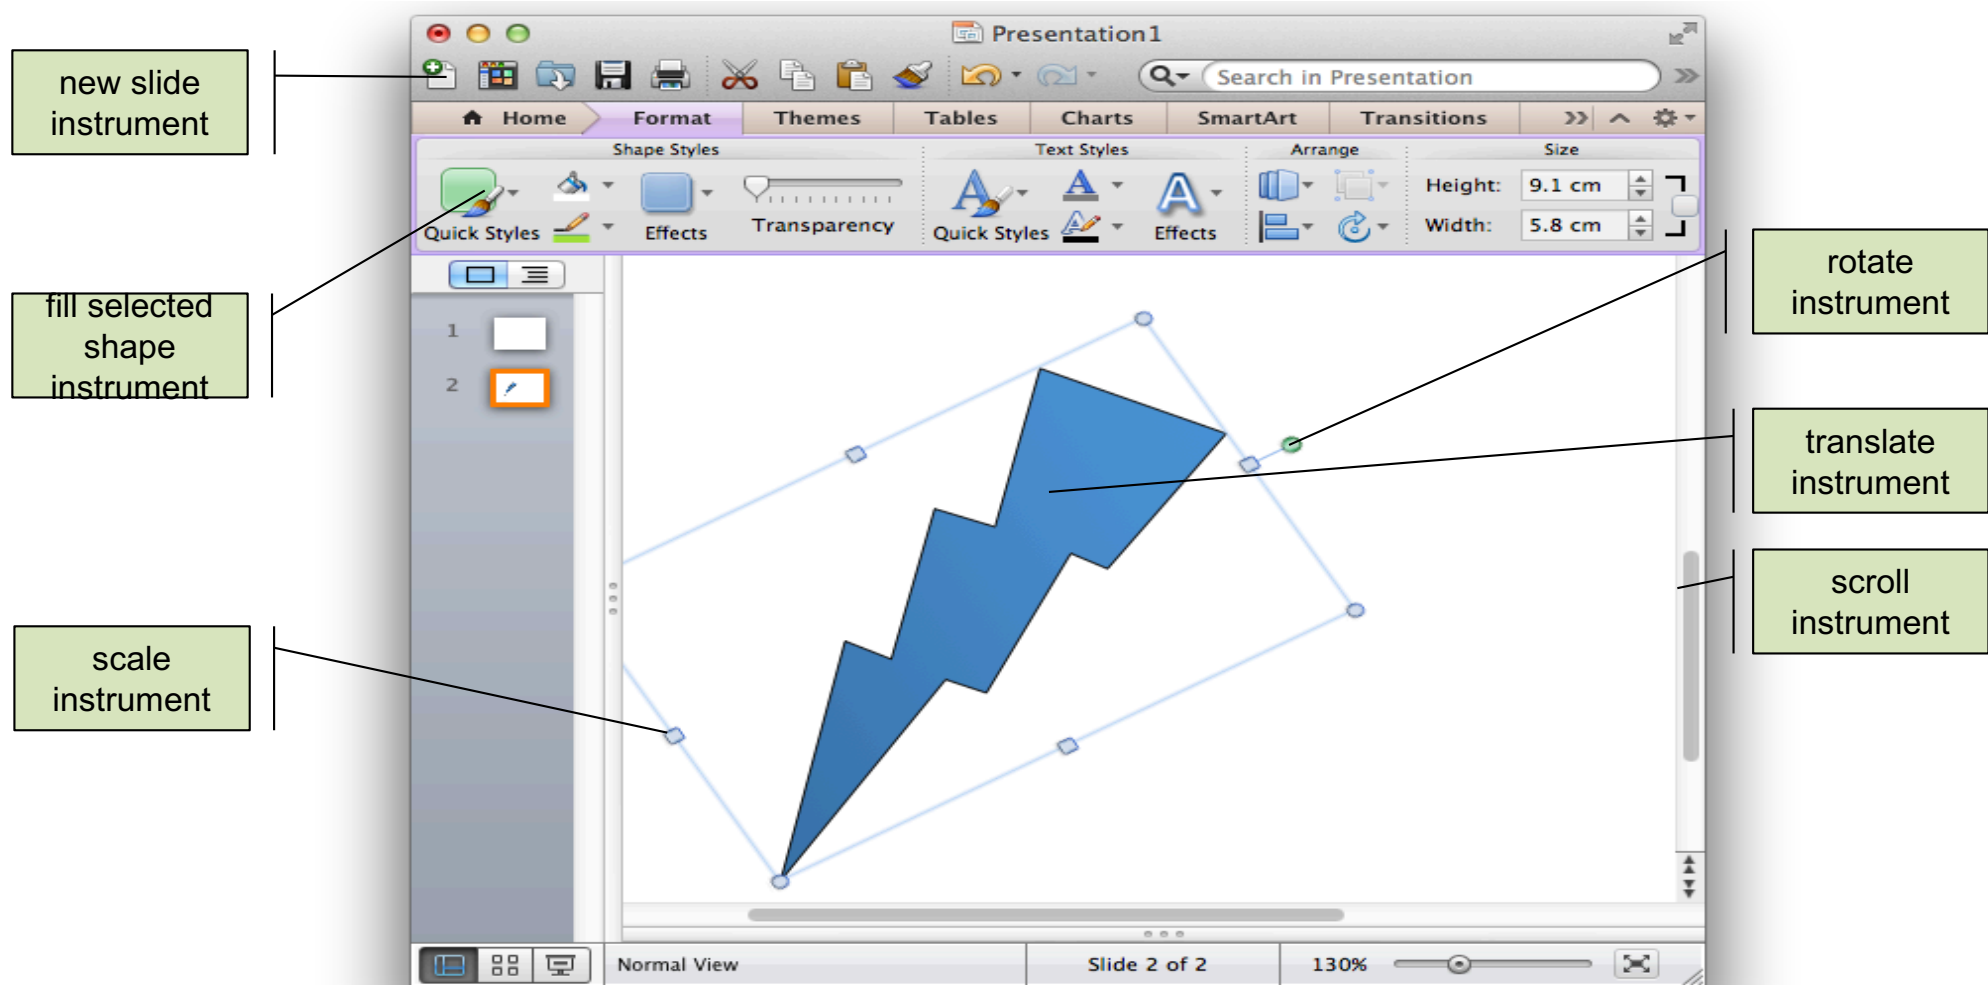 Presentation1
Search in Presentation
Home Format Themes Tables Charts SmartArt Transitions
Shape Styles Text Styles Arrange Size
Height: 9.1 cm
Quick Styles Effects Transparency Quick Styles Effects Width: 5.8 cm
1
2
new slide
instrument
fill selected
shape
instrument
scale
instrument
rotate
instrument
translate
instrument
scroll
instrument
Normal View Slide 2 of 2 130%